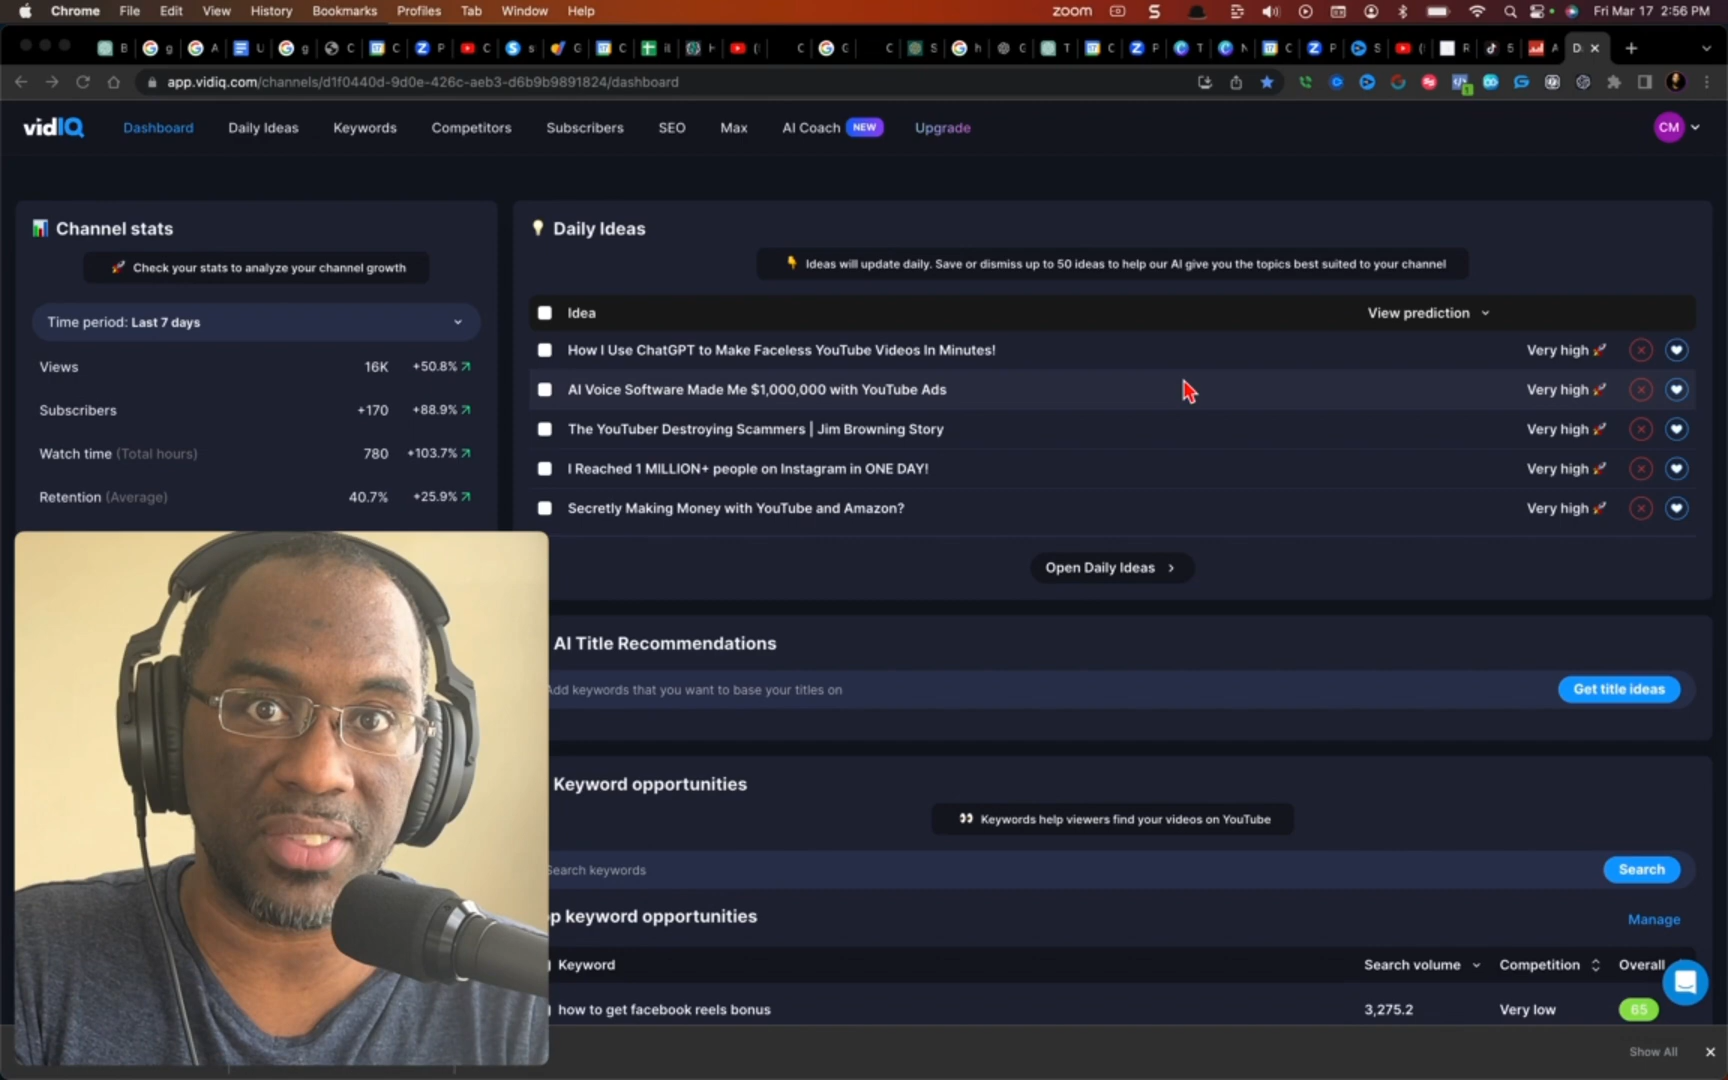 Chrome File Edit View History Bookmarks Profiles Tab Window Help zoom Fri Mar 17 2:56 PM
app.vidiq.com/channels/d1f0440d-9d0e-426c-aeb3-d6b9b9891824/dashboard
vidIQ Dashboard Daily Ideas Keywords Competitors Subscribers SEO Max AI Coach NEW Upgrade CM
Channel stats
Check your stats to analyze your channel growth
Time period: Last 7 days
Views 16K +50.8%
Subscribers +170 +88.9%
Watch time (Total hours) 780 +103.7%
Retention (Average) 40.7% +25.9%
Daily Ideas
Ideas will update daily. Save or dismiss up to 50 ideas to help our AI give you the topics best suited to your channel
Idea View prediction
How I Use ChatGPT to Make Faceless YouTube Videos In Minutes! Very high
AI Voice Software Made Me $1,000,000 with YouTube Ads Very high
The YouTuber Destroying Scammers | Jim Browning Story Very high
I Reached 1 MILLION+ people on Instagram in ONE DAY! Very high
Secretly Making Money with YouTube and Amazon? Very high
Open Daily Ideas
AI Title Recommendations
Add keywords that you want to base your titles on Get title ideas
Keyword opportunities
Keywords help viewers find your videos on YouTube
Search keywords Search
p keyword opportunities Manage
Keyword Search volume Competition Overall
how to get facebook reels bonus 3,275.2 Very low 65
Show All